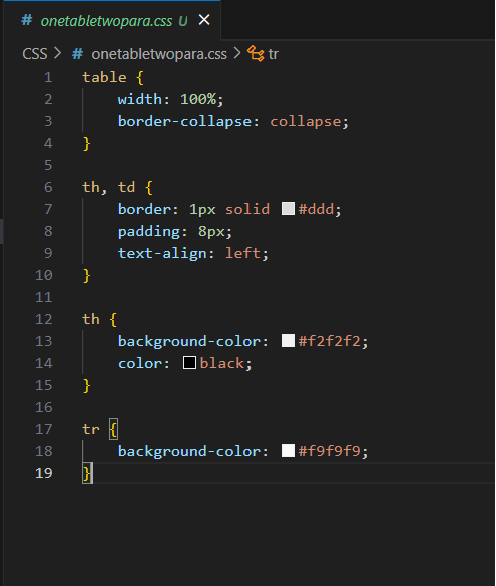 # onetabletwopara.css U ×
CSS > # onetabletwopara.css > tr
1 table {
2     width: 100%;
3     border-collapse: collapse;
4 }
5
6 th, td {
7     border: 1px solid #ddd;
8     padding: 8px;
9     text-align: left;
10 }
11
12 th {
13     background-color: #f2f2f2;
14     color: black;
15 }
16
17 tr {
18     background-color: #f9f9f9;
19 }